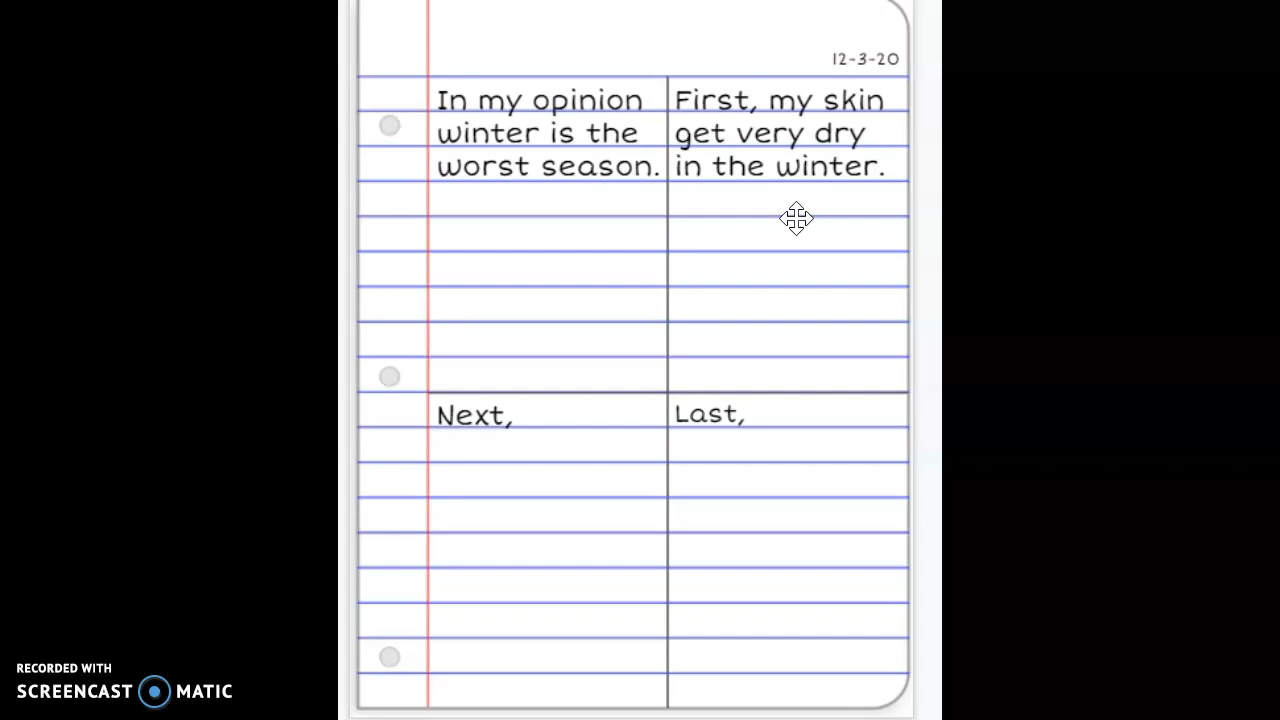 12-3-20
In my opinion
winter is the
worst season.
First, my skin
get very dry
in the winter.
Next,
Last,
RECORDED WITH
SCREENCAST MATIC